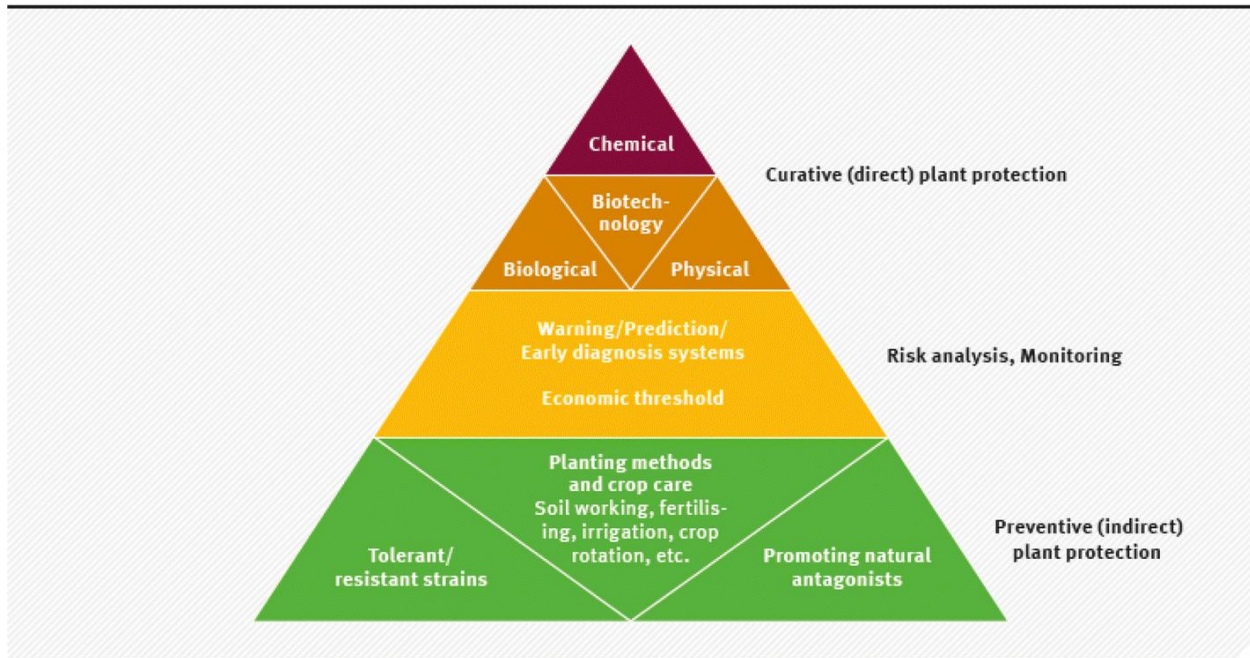 Chemical
Curative (direct) plant protection
Biotech-
nology
Biological
Physical
Warning/Prediction/
Early diagnosis systems
Economic threshold
Risk analysis, Monitoring
Planting methods
and crop care
Soil working, fertilis-
ing, irrigation, crop
rotation, etc.
Tolerant/
resistant strains
Promoting natural
antagonists
Preventive (indirect)
plant protection